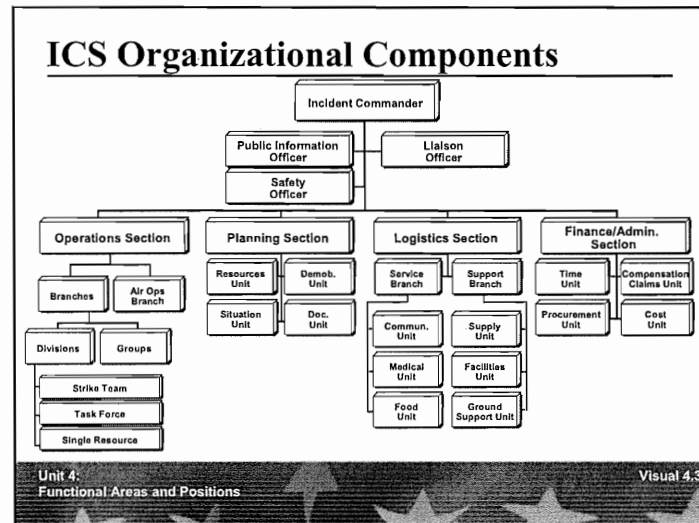 ICS Organizational Components
Incident Commander
Public Information
Officer
Liaison
Officer
Safety
Officer
Operations Section
Planning Section
Logistics Section
Finance/Admin.
Section
Branches
Air Ops
Branch
Divisions
Groups
Strike Team
Task Force
Single Resource
Resources
Unit
Demob.
Unit
Situation
Unit
Doc.
Unit
Service
Branch
Support
Branch
Commun.
Unit
Supply
Unit
Medical
Unit
Facilities
Unit
Food
Unit
Ground
Support Unit
Time
Unit
Compensation
Claims Unit
Procurement
Unit
Cost
Unit
Unit 4:
Functional Areas and Positions
Visual 4.3